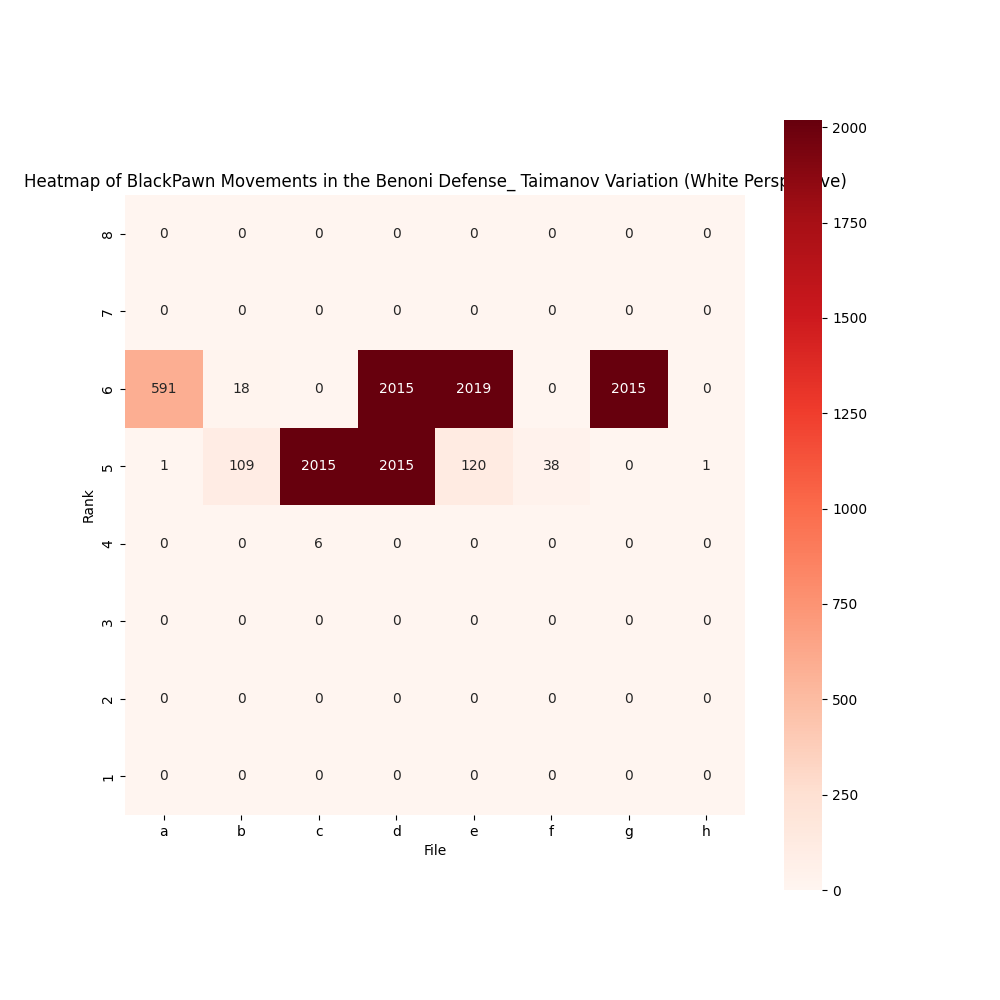 Heatmap of BlackPawn Movements in the Benoni Defense_ Taimanov Variation (White Persp ve)
2000
1750
1500
1250
1000
750
500
250
0
8 0 0 0 0 0 0 0 0
7 0 0 0 0 0 0 0 0
6 591 18 0 2015 2019 0 2015 0
5 1 109 2015 2015 120 38 0 1
Rank
4 0 0 6 0 0 0 0 0
3 0 0 0 0 0 0 0 0
2 0 0 0 0 0 0 0 0
1 0 0 0 0 0 0 0 0
a b c d e f g h
File